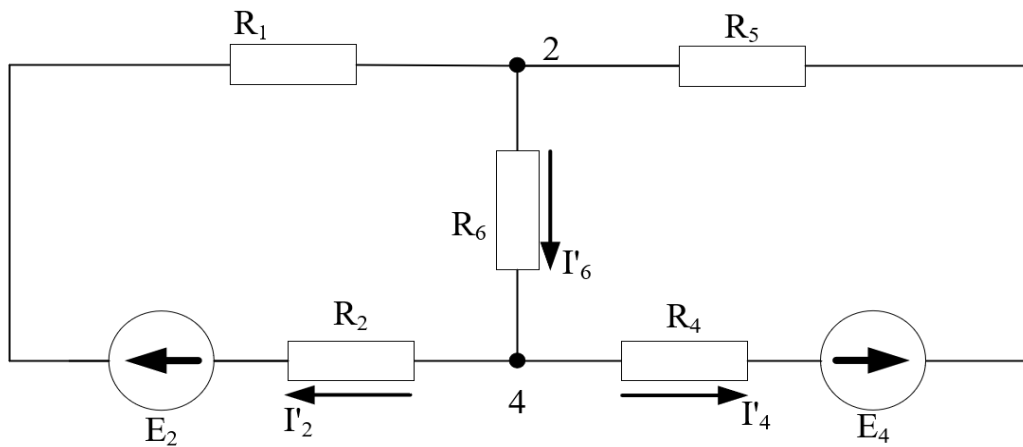 R₁
2
R₅
R₆
I'₆
R₂
R₄
4
I'₂
I'₄
E₂
E₄